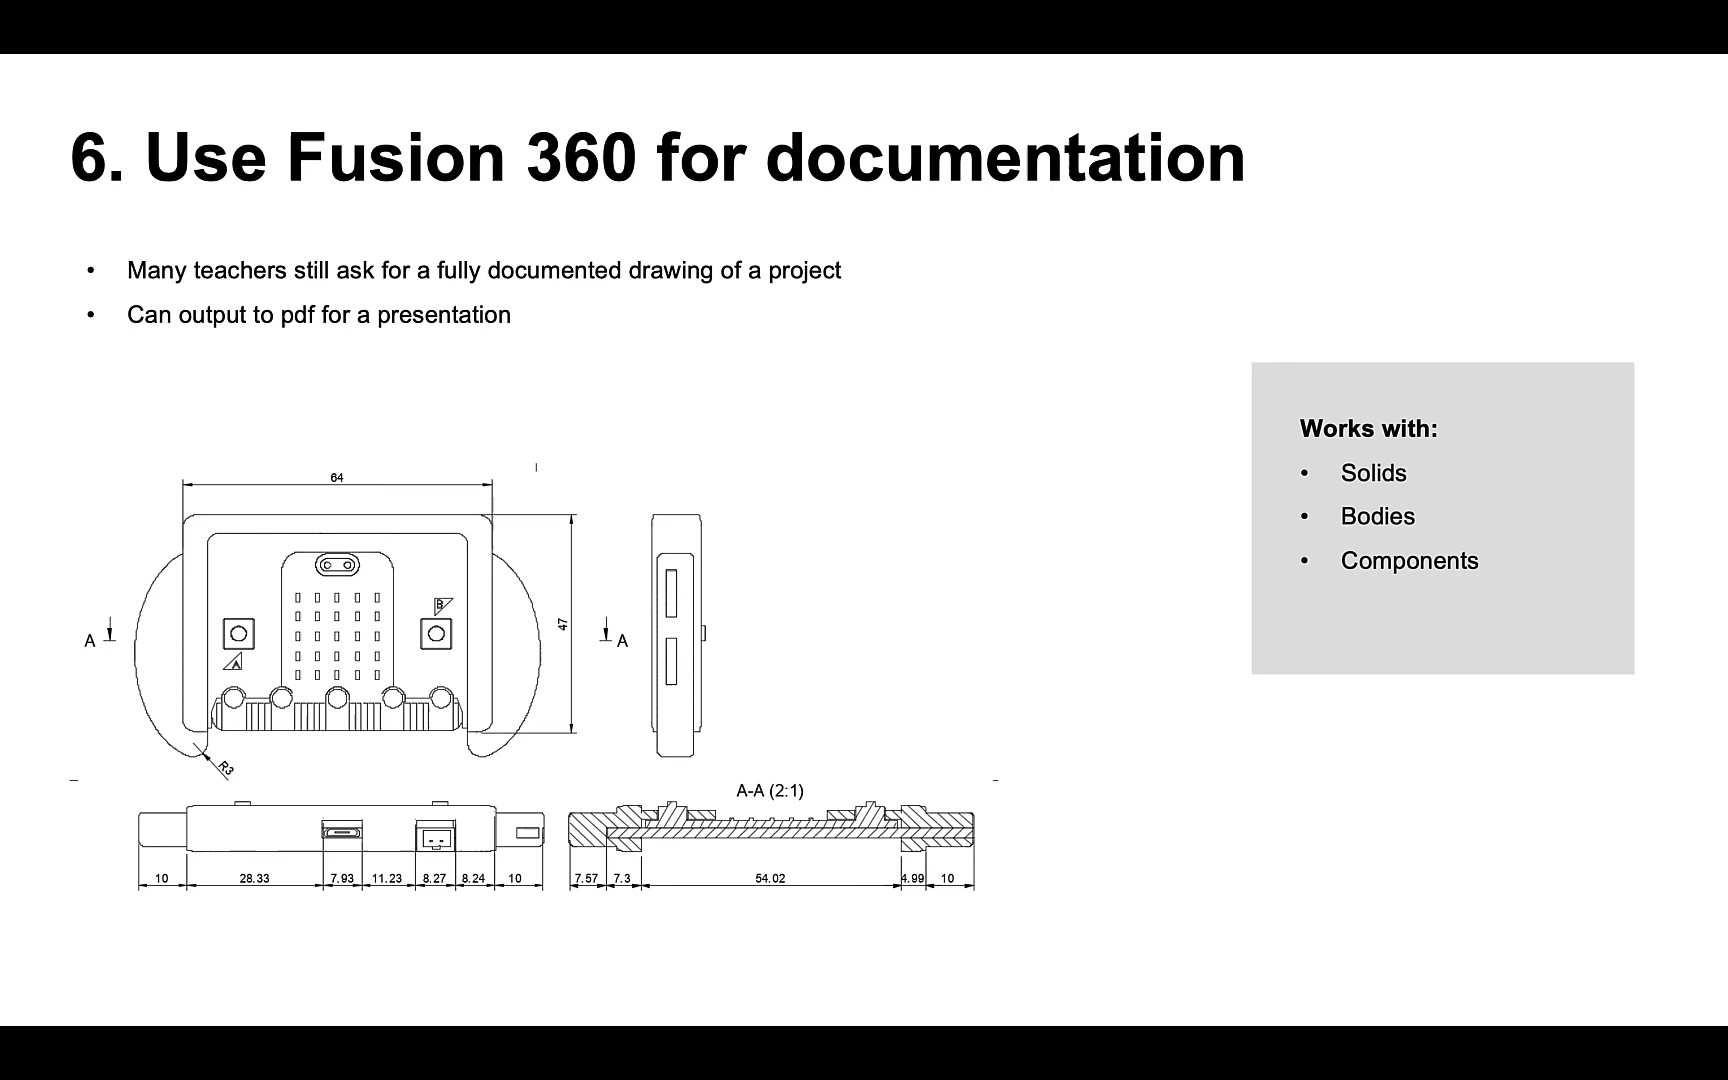 6. Use Fusion 360 for documentation
• Many teachers still ask for a fully documented drawing of a project
• Can output to pdf for a presentation
Works with:
• Solids
• Bodies
• Components
64
B
47
A
A
A
R3
A-A (2:1)
10 28.33 7.93 11.23 8.27 8.24 10
7.57 7.3 54.02 4.99 10